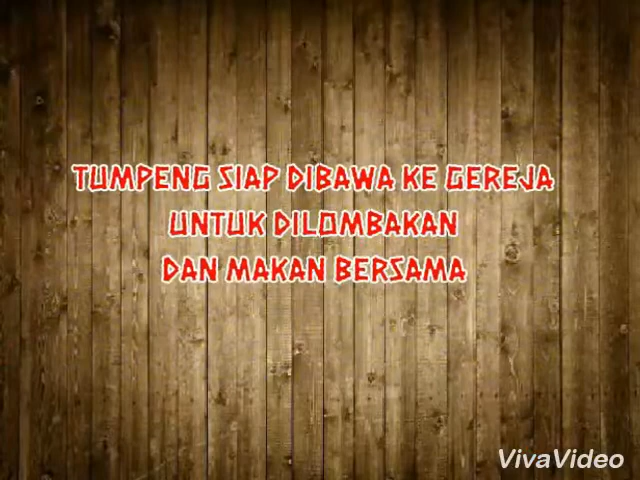 TUMPENG SIAP DIBAWA KE GEREJA
UNTUK DILOMBAKAN
DAN MAKAN BERSAMA
VivaVideo